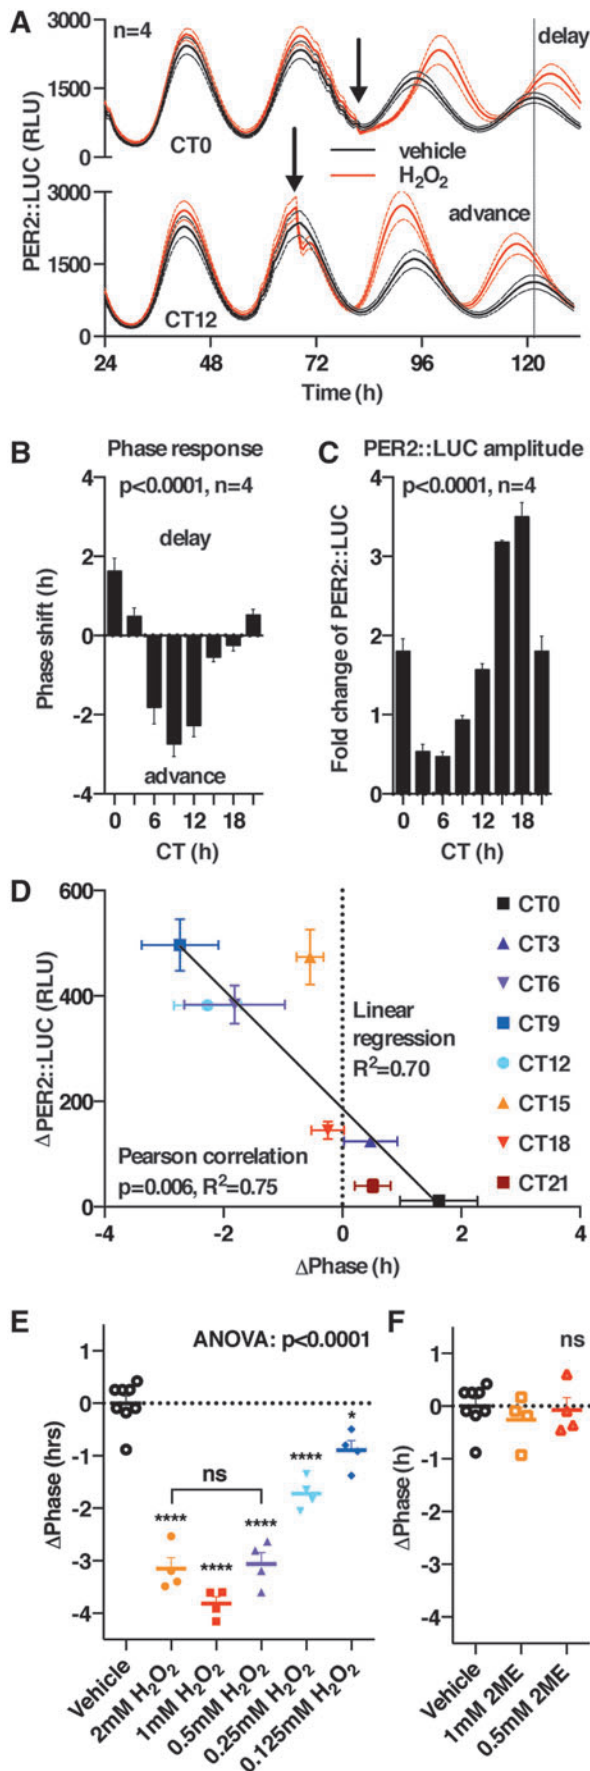 A
n=4
delay
3000
1500
0
CT0
vehicle
H2O2
PER2::LUC (RLU)
3000
1500
0
advance
CT12
24
48
72
96
120
Time (h)
B
Phase response
p<0.0001, n=4
delay
4
2
0
-2
-4
Phase shift (h)
advance
0
6
12
18
CT (h)
C
PER2::LUC amplitude
p<0.0001, n=4
4
3
2
1
0
Fold change of PER2::LUC
0
6
12
18
CT (h)
D
600
400
200
0
ΔPER2::LUC (RLU)
Linear
regression
R²=0.70
Pearson correlation
p=0.006, R²=0.75
CT0
CT3
CT6
CT9
CT12
CT15
CT18
CT21
-4
-2
0
2
4
ΔPhase (h)
E
ANOVA: p<0.0001
1
0
-1
-2
-3
-4
ΔPhase (hrs)
ns
****
****
****
****
*
Vehicle
2mM H2O2
1mM H2O2
0.5mM H2O2
0.25mM H2O2
0.125mM H2O2
F
ns
1
0
-1
-2
-3
-4
ΔPhase (h)
Vehicle
1mM 2ME
0.5mM 2ME